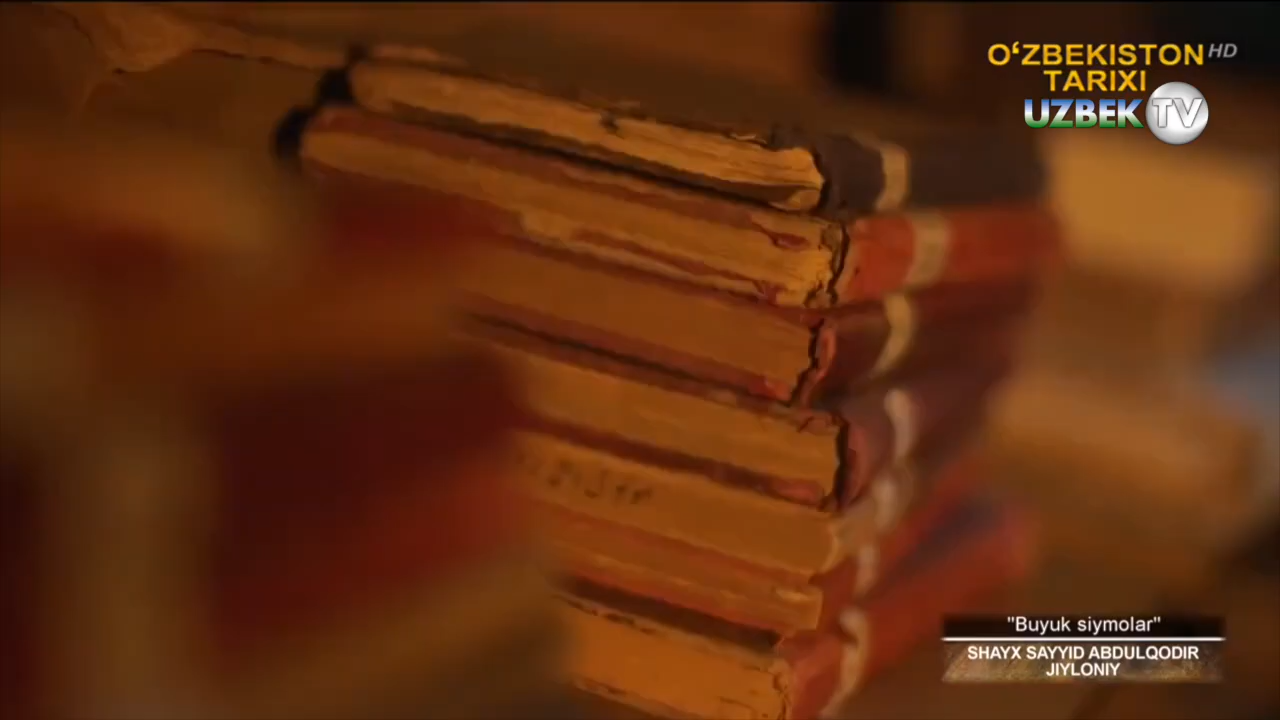 O‘ZBEKISTON HD
TARIXI
UZBEK TV
"Buyuk siymolar"
SHAYX SAYYID ABDULQODIR
JIYLONIY